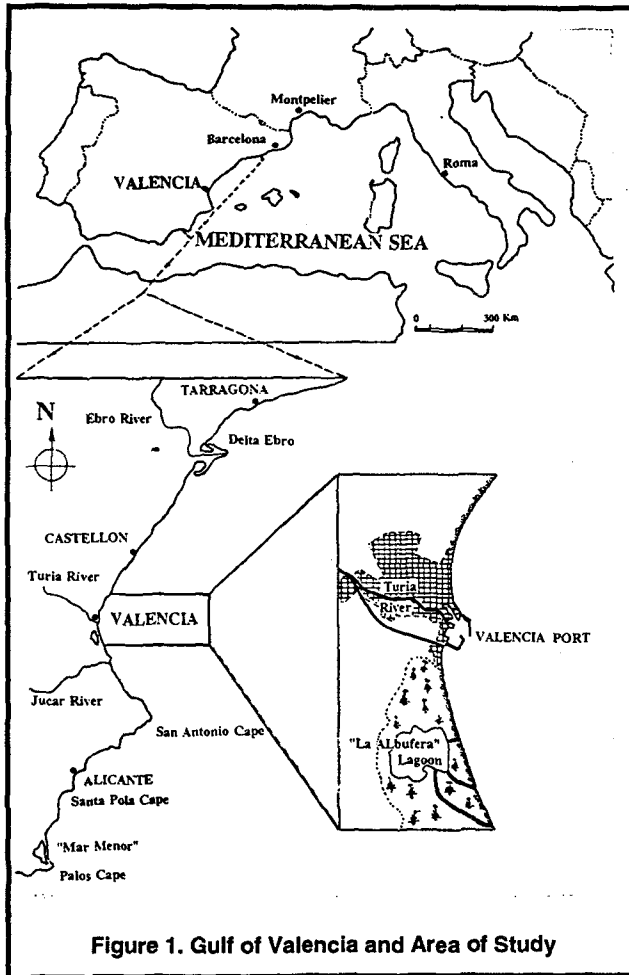 Montpelier
Barcelona
Roma
VALENCIA
MEDITERRANEAN SEA
0 300 Km
TARRAGONA
N
Ebro River
Delta Ebro
CASTELLON
Turia River
VALENCIA
Turia
River
VALENCIA PORT
Jucar River
San Antonio Cape
"La ALbufera"
Lagoon
ALICANTE
Santa Pola Cape
"Mar Menor"
Palos Cape
Figure 1. Gulf of Valencia and Area of Study